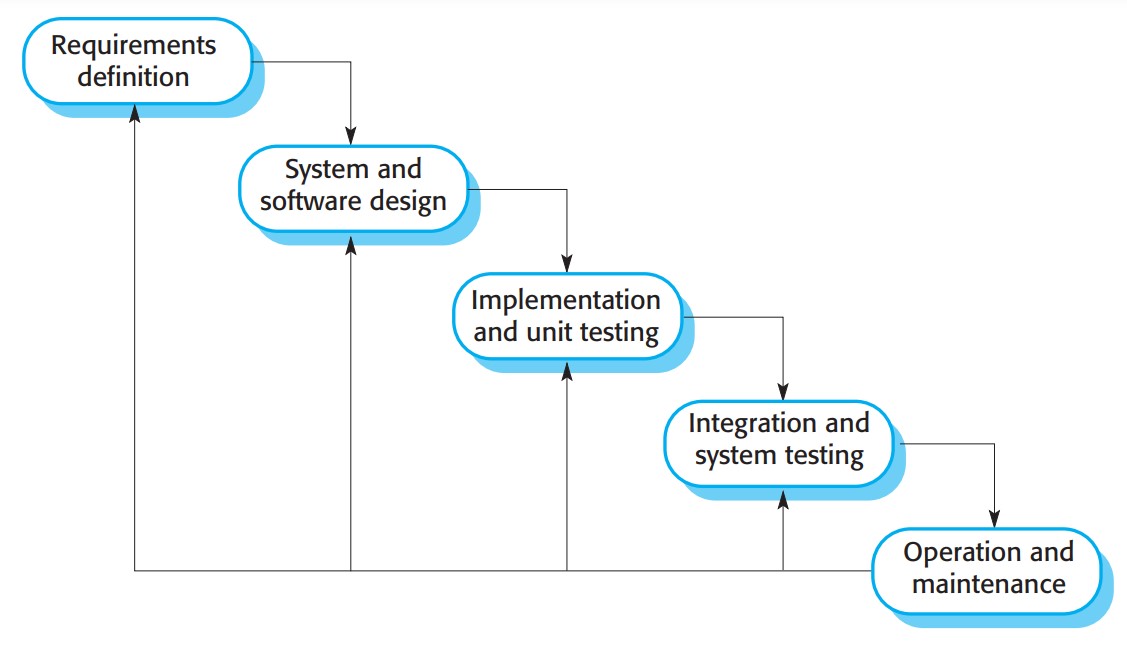 Requirements
definition
System and
software design
Implementation
and unit testing
Integration and
system testing
Operation and
maintenance